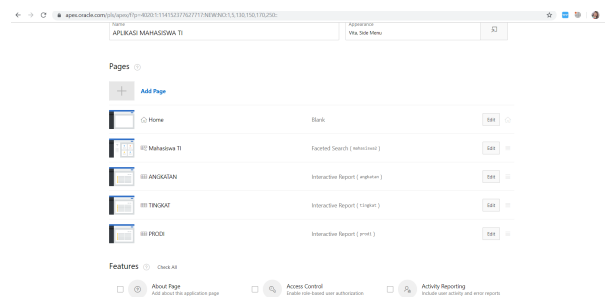 apex.oracle.com/pls/apex/f?p=4020:1:114152377627717:NEW:NO:1,5,130,150,170,250::
Name
APLIKASI MAHASISWA TI
Appearance
Vita, Side Menu
Pages
Add Page
Home Blank Edit
Mahasiswa TI Faceted Search ( mahasiswa ) Edit
ANGKATAN Interactive Report ( angkatan ) Edit
TINGKAT Interactive Report ( tingkat ) Edit
PRODI Interactive Report ( prodi ) Edit
Features Check All
About Page
Add about this application page
Access Control
Enable role-based user authorization
Activity Reporting
Include user activity and error reports